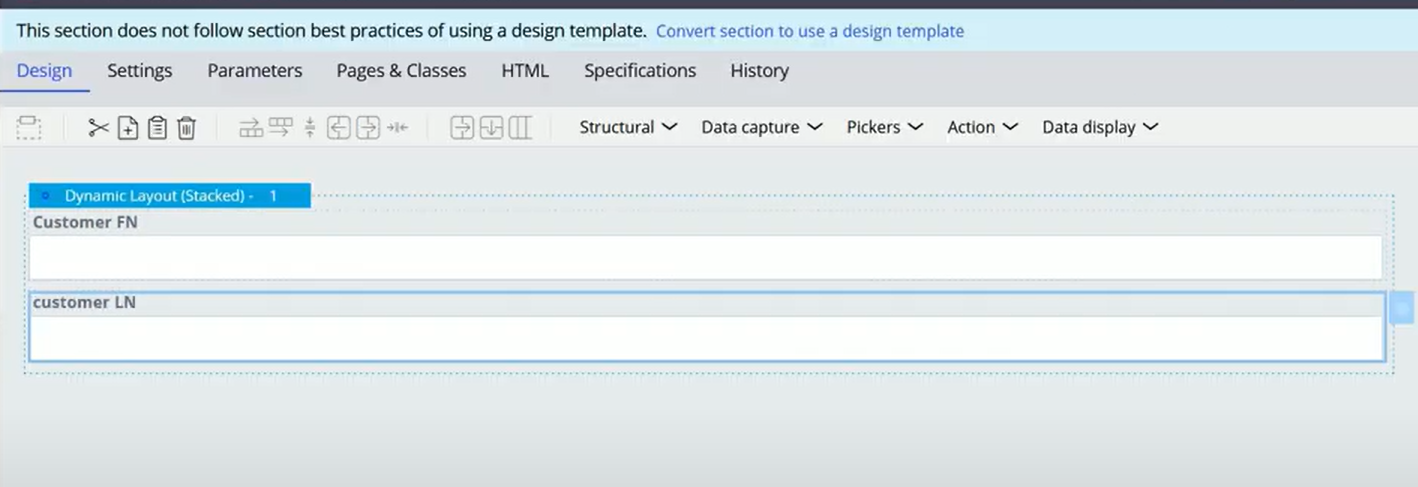 This section does not follow section best practices of using a design template. Convert section to use a design template
Design Settings Parameters Pages & Classes HTML Specifications History
Structural Data capture Pickers Action Data display
Dynamic Layout (Stacked) - 1
Customer FN
customer LN